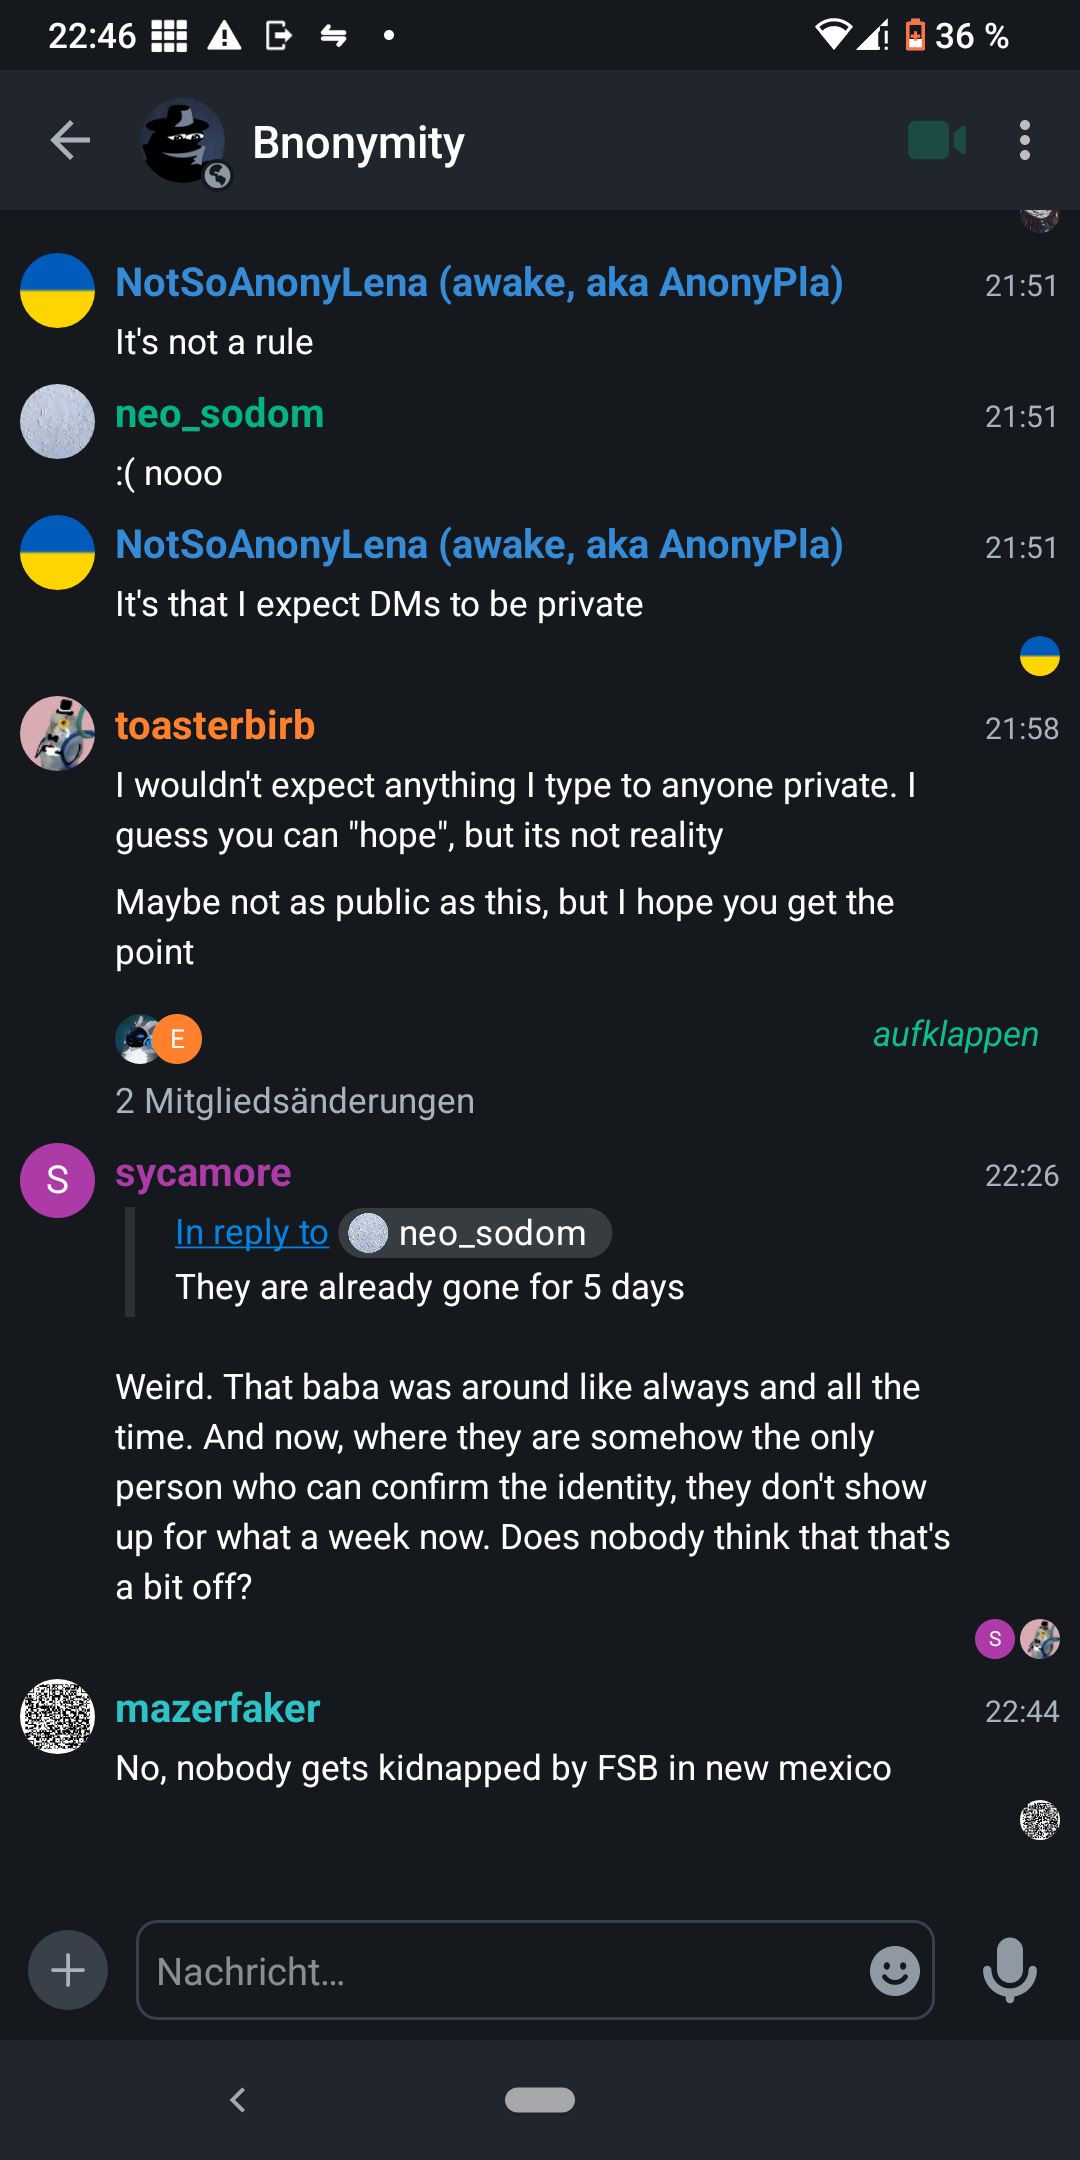 22:46
36 %
Bnonymity
NotSoAnonyLena (awake, aka AnonyPla) 21:51
It's not a rule
neo_sodom 21:51
:( nooo
NotSoAnonyLena (awake, aka AnonyPla) 21:51
It's that I expect DMs to be private
toasterbirb 21:58
I wouldn't expect anything I type to anyone private. I
guess you can "hope", but its not reality
Maybe not as public as this, but I hope you get the
point
E
aufklappen
2 Mitgliedsänderungen
S
sycamore 22:26
In reply to neo_sodom
They are already gone for 5 days
Weird. That baba was around like always and all the
time. And now, where they are somehow the only
person who can confirm the identity, they don't show
up for what a week now. Does nobody think that that's
a bit off?
S
mazerfaker 22:44
No, nobody gets kidnapped by FSB in new mexico
Nachricht…